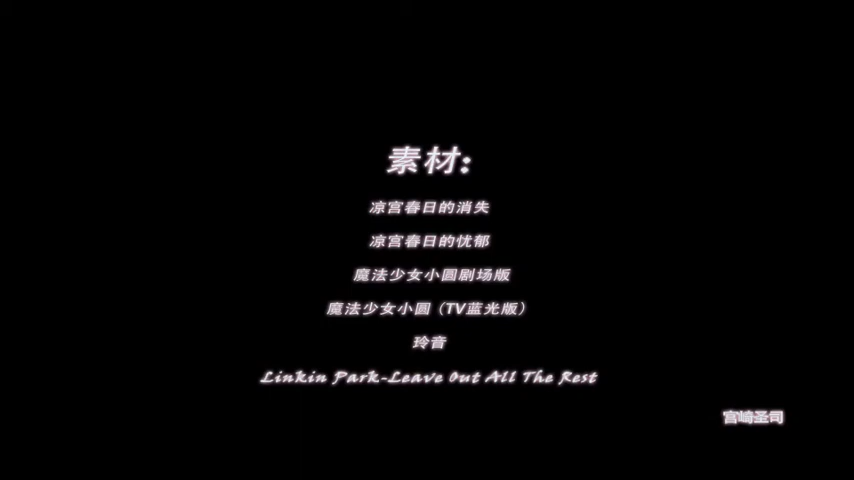 素材:
凉宫春日的消失
凉宫春日的忧郁
魔法少女小圆剧场版
魔法少女小圆（TV蓝光版）
玲音
Linkin Park-Leave Out All The Rest
宫崎圣司